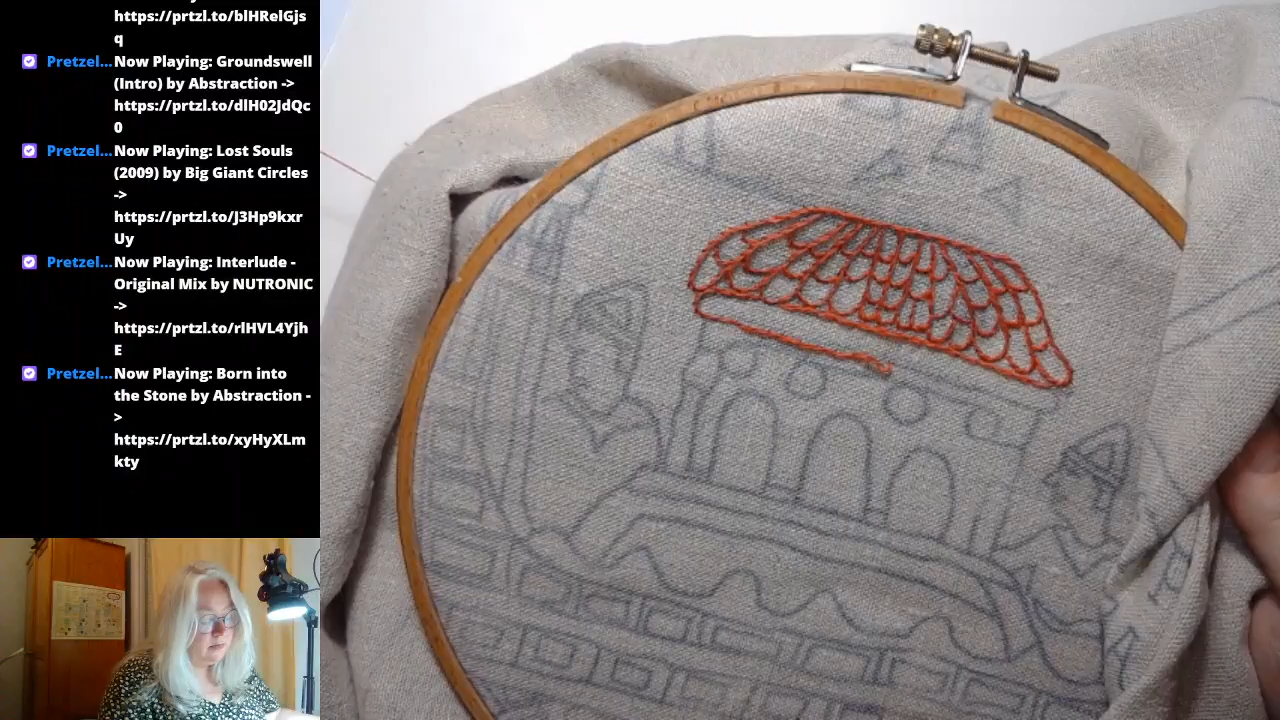 https://prtzl.to/blHRelGjs
q
Pretzel... Now Playing: Groundswell
(Intro) by Abstraction ->
https://prtzl.to/dlH02JdQc
0
Pretzel... Now Playing: Lost Souls
(2009) by Big Giant Circles
->
https://prtzl.to/J3Hp9kxr
Uy
Pretzel... Now Playing: Interlude -
Original Mix by NUTRONIC
->
https://prtzl.to/rlHVL4Yjh
E
Pretzel... Now Playing: Born into
the Stone by Abstraction -
>
https://prtzl.to/xyHyXLm
kty